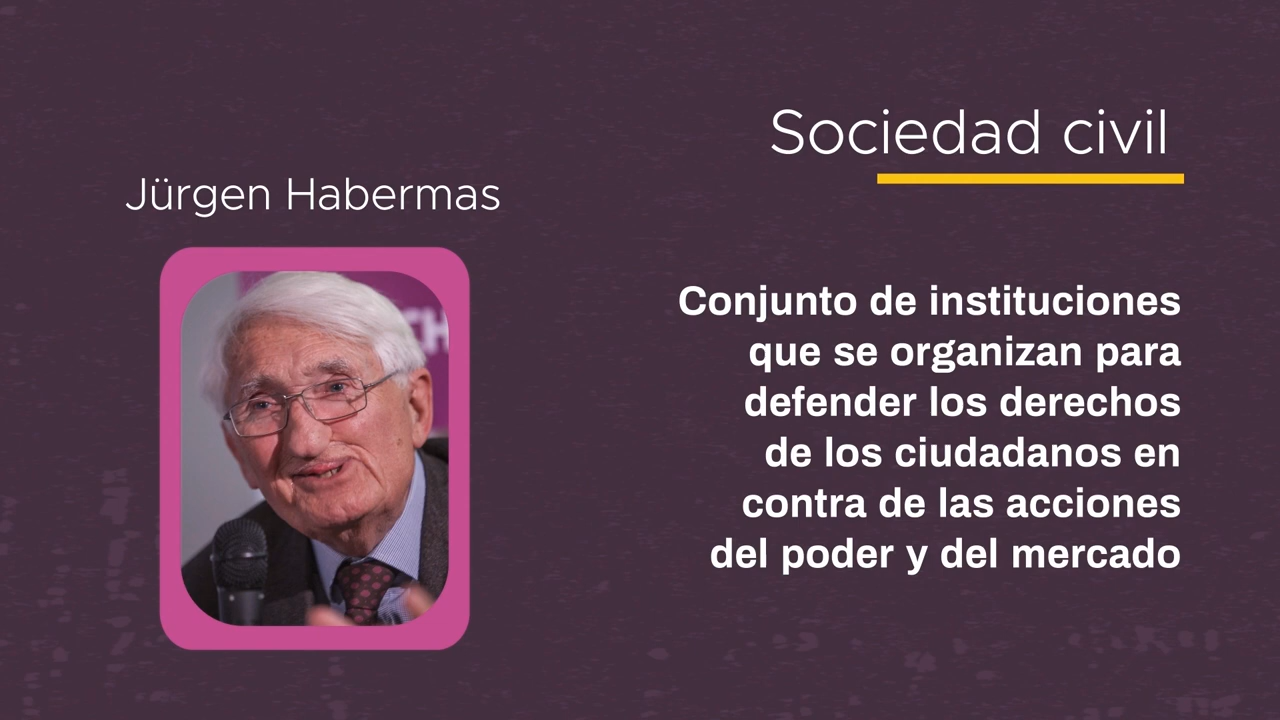 Jürgen Habermas
CH
Sociedad civil
Conjunto de instituciones
que se organizan para
defender los derechos
de los ciudadanos en
contra de las acciones
del poder y del mercado